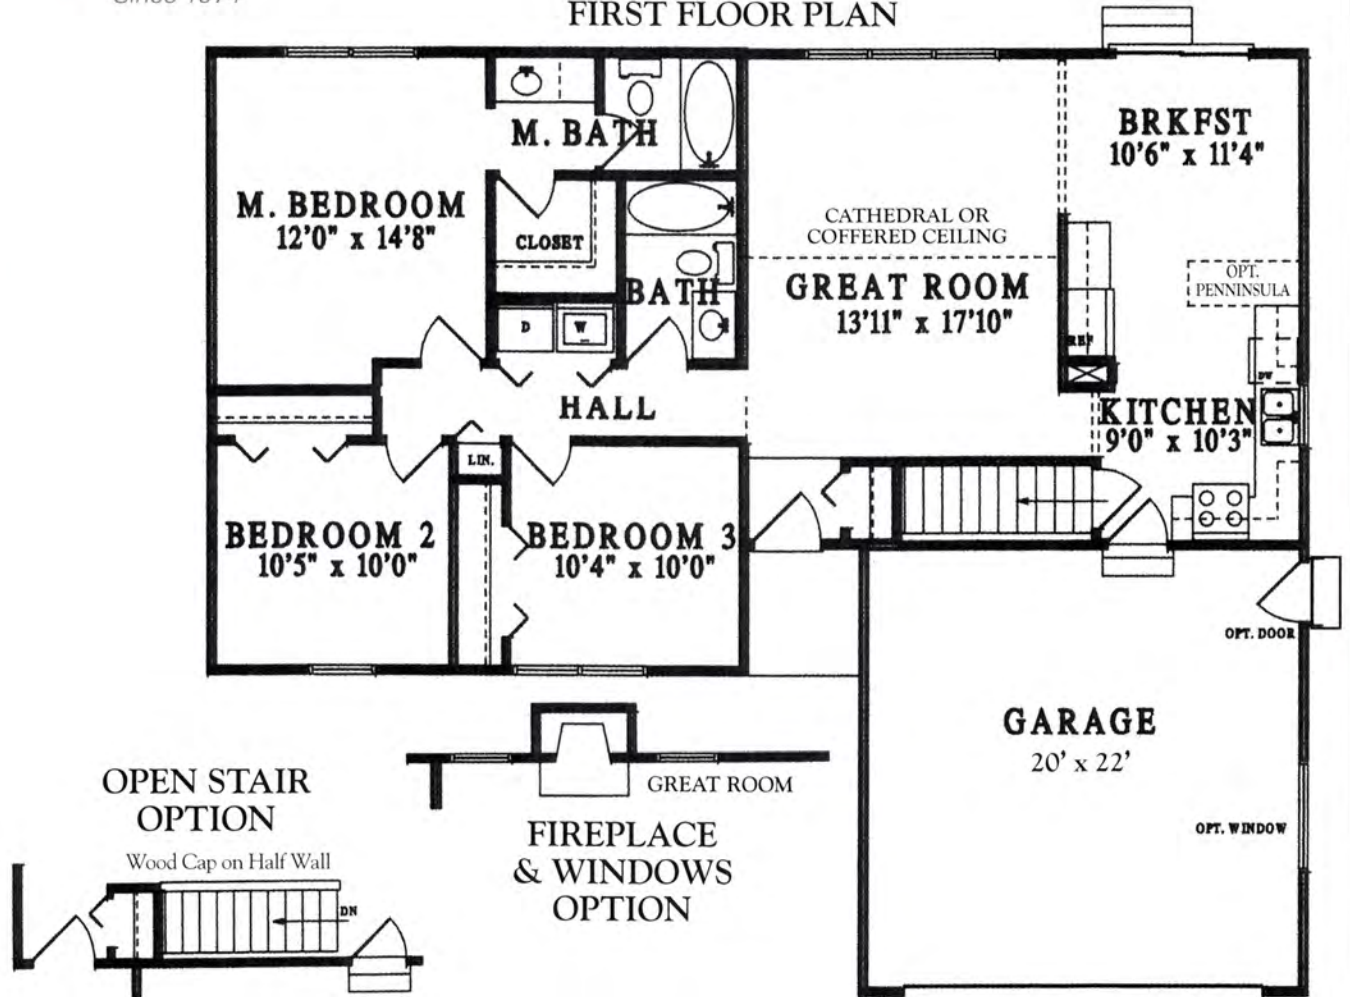 FIRST FLOOR PLAN
M. BATH
BRKFST
10'6" x 11'4"
M. BEDROOM
12'0" x 14'8"
CLOSET
CATHEDRAL OR
COFFERED CEILING
BATH
GREAT ROOM
13'11" x 17'10"
OPT.
PENNINSULA
D
W
REF
DW
HALL
KITCHEN
9'0" x 10'3"
LIN.
BEDROOM 2
10'5" x 10'0"
BEDROOM 3
10'4" x 10'0"
OPT. DOOR
GARAGE
20' x 22'
OPT. WINDOW
GREAT ROOM
FIREPLACE
& WINDOWS
OPTION
OPEN STAIR
OPTION
Wood Cap on Half Wall
DN